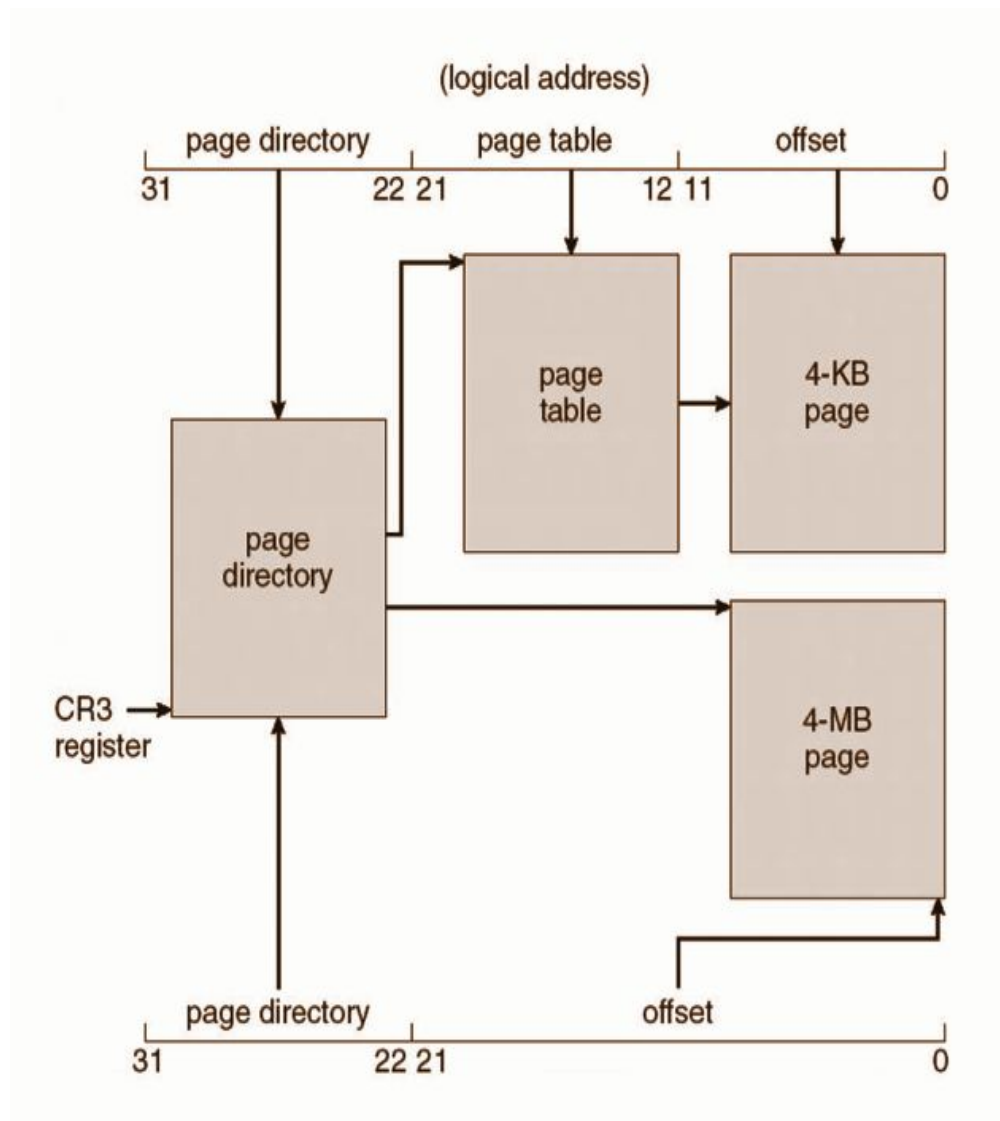 (logical address)
page directory page table offset
31 22 21 12 11 0
page
table
4-KB
page
page
directory
CR3
register
4-MB
page
page directory offset
31 22 21 0